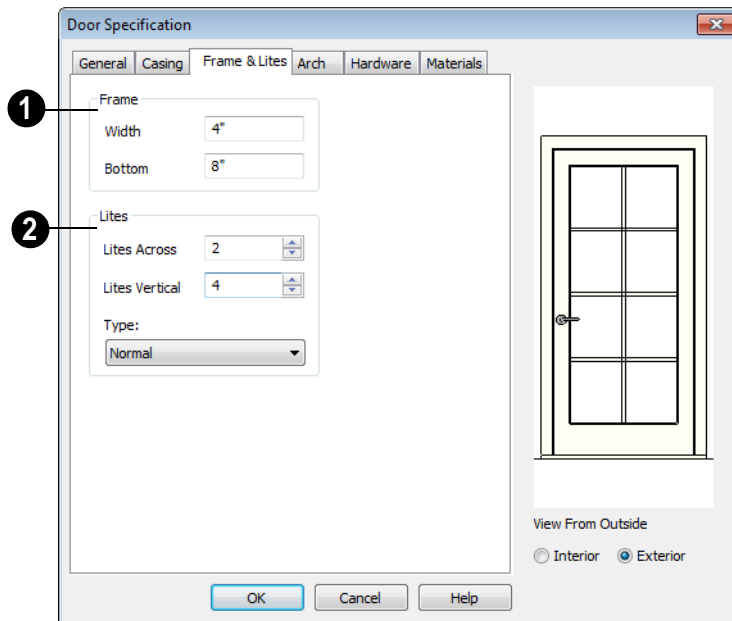 Door Specification
General Casing Frame & Lites Arch Hardware Materials
1
Frame
Width 4"
Bottom 8"
2
Lites
Lites Across 2
Lites Vertical 4
Type:
Normal
View From Outside
Interior Exterior
OK Cancel Help